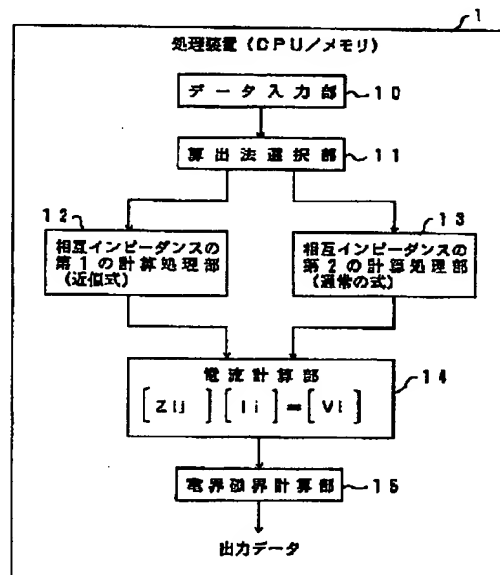 1
処理装置(CPU/メモリ)
データ入力部
10
算出法選択部
11
12
相互インピーダンスの
第1の計算処理部
(近似式)
13
相互インピーダンスの
第2の計算処理部
(通常の式)
電流計算部
[Zij] [Ii] = [Vi]
14
電界磁界計算部
15
出力データ